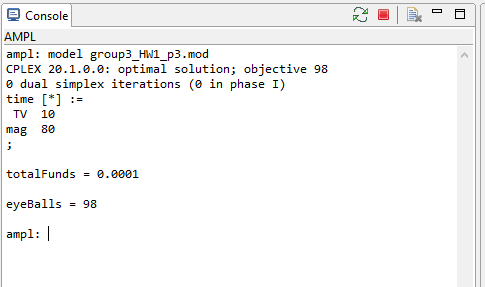 Console
AMPL
ampl: model group3_HW1_p3.mod
CPLEX 20.1.0.0: optimal solution; objective 98
0 dual simplex iterations (0 in phase I)
time [*] :=
 TV  10
mag  80
;
totalFunds = 0.0001
eyeBalls = 98
ampl: